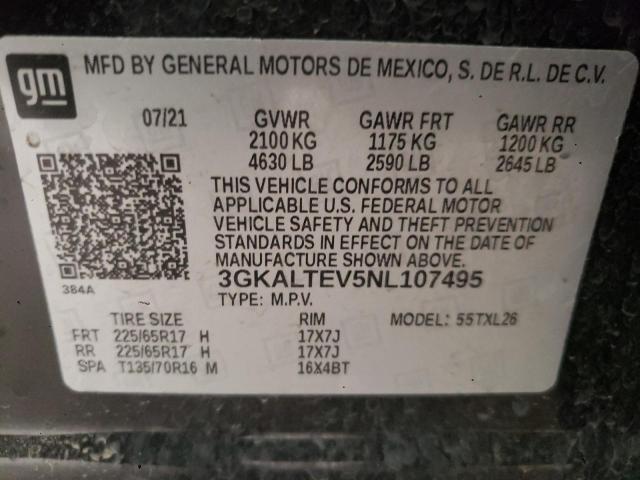 gm
MFD BY GENERAL MOTORS DE MEXICO, S. DE R.L. DE C.V.
07/21 GVWR GAWR FRT GAWR RR
2100 KG 1175 KG 1200 KG
4630 LB 2590 LB 2645 LB
THIS VEHICLE CONFORMS TO ALL
APPLICABLE U.S. FEDERAL MOTOR
VEHICLE SAFETY AND THEFT PREVENTION
STANDARDS IN EFFECT ON THE DATE OF
MANUFACTURE SHOWN ABOVE.
384A
3GKALTEV5NL107495
TYPE: M.P.V.
TIRE SIZE RIM MODEL: 55TXL26
FRT 225/65R17 H 17X7J
RR 225/65R17 H 17X7J
SPA T135/70R16 M 16X4BT